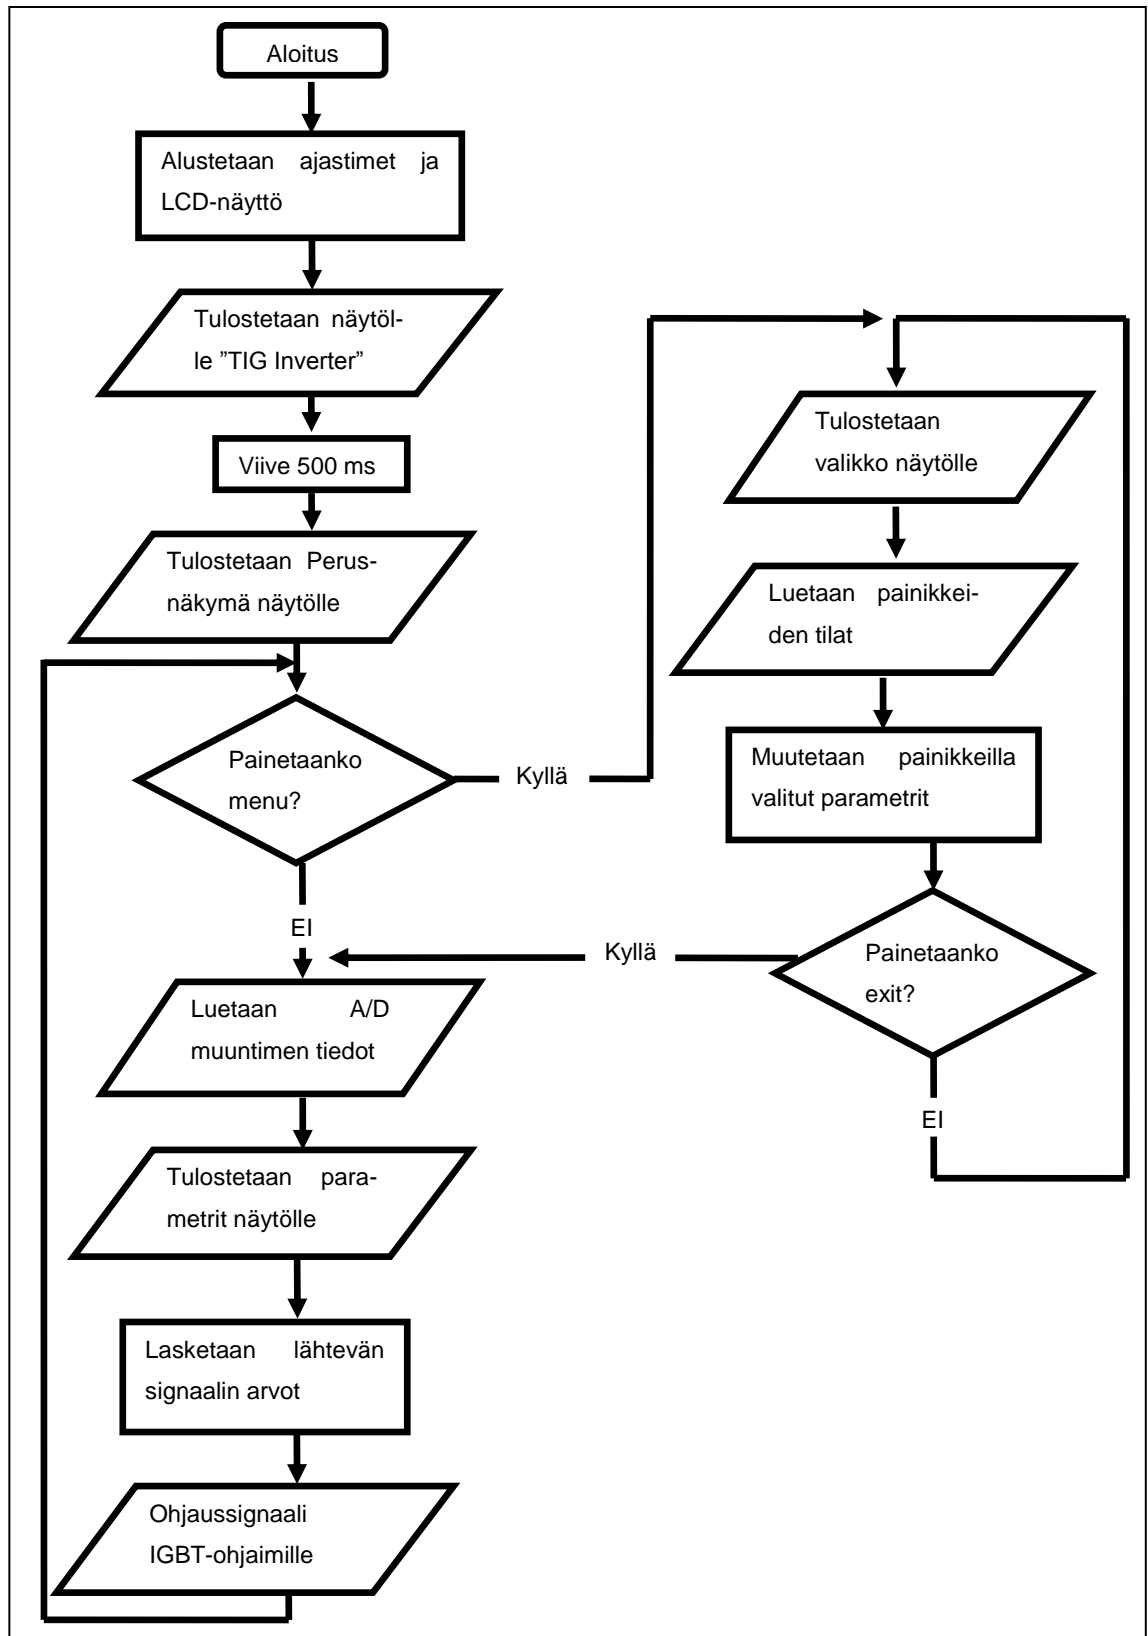 Aloitus
Alustetaan ajastimet ja
LCD-näyttö
Tulostetaan näytöl-
le ”TIG Inverter”
Viive 500 ms
Tulostetaan Perus-
näkymä näytölle
Painetaanko
menu?
Kyllä
EI
Luetaan A/D
muuntimen tiedot
Tulostetaan para-
metrit näytölle
Lasketaan lähtevän
signaalin arvot
Ohjaussignaali
IGBT-ohjaimille
Tulostetaan
valikko näytölle
Luetaan painikkei-
den tilat
Muutetaan painikkeilla
valitut parametrit
Painetaanko
exit?
Kyllä
EI